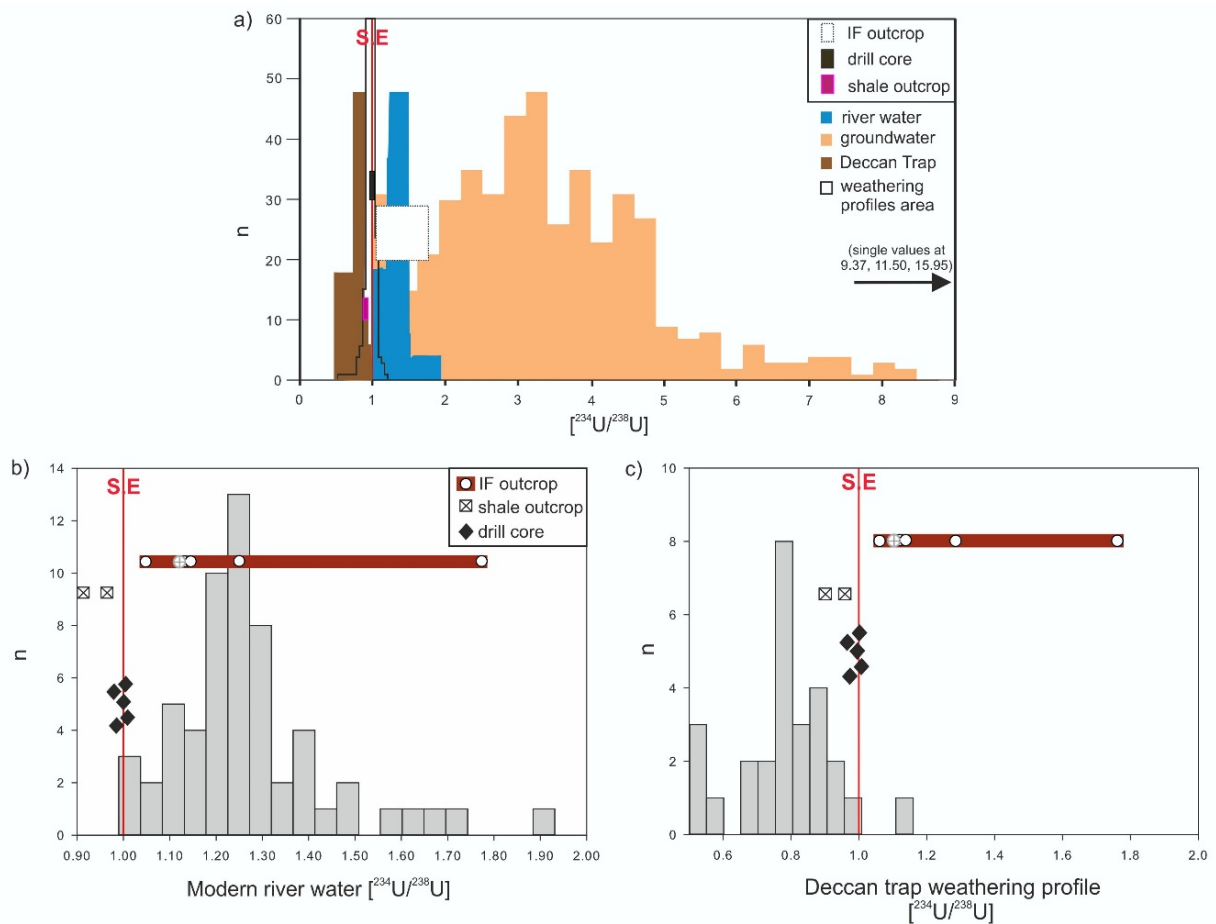 a)
60
50
40
30
20
10
0
n
S.E
IF outcrop
drill core
shale outcrop
river water
groundwater
Deccan Trap
weathering
profiles area
(single values at
9.37, 11.50, 15.95)
0 1 2 3 4 5 6 7 8 9
[²³⁴U/²³⁸U]
b)
14
12
10
8
6
4
2
0
n
S.E
IF outcrop
shale outcrop
drill core
0.90 1.00 1.10 1.20 1.30 1.40 1.50 1.60 1.70 1.80 2.00
Modern river water [²³⁴U/²³⁸U]
c)
10
8
6
4
2
0
n
S.E
0.6 0.8 1.0 1.2 1.4 1.6 1.8 2.0
Deccan trap weathering profile
[²³⁴U/²³⁸U]